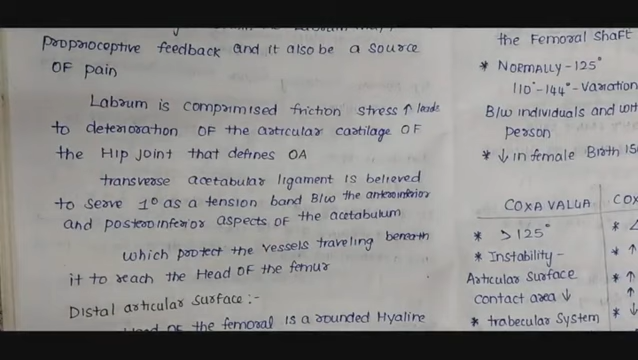 proprioceptive feedback and it also be a source
OF pain
Labrum is comprimised friction stress ↑ leads
to deterioration OF the articular cartilage OF
the Hip joint that defines OA
transverse acetabular ligament is believed
to serve 1° as a tension band B/w the anteroinferior
and posteroinferior aspects OF the acetabulum
which protect the vessels traveling beneath
it to reach the Head OF the femur
Distal articular surface :-
Head OF the femoral is a rounded Hyaline
the Femoral shaft
* NORMALLY - 125°
110° - 144° - Variation
B/w individuals and
person
* ↓ in female
COXA VALGA
* > 125°
* Instability -
Articular Surface
contact area ↓
* trabecular System